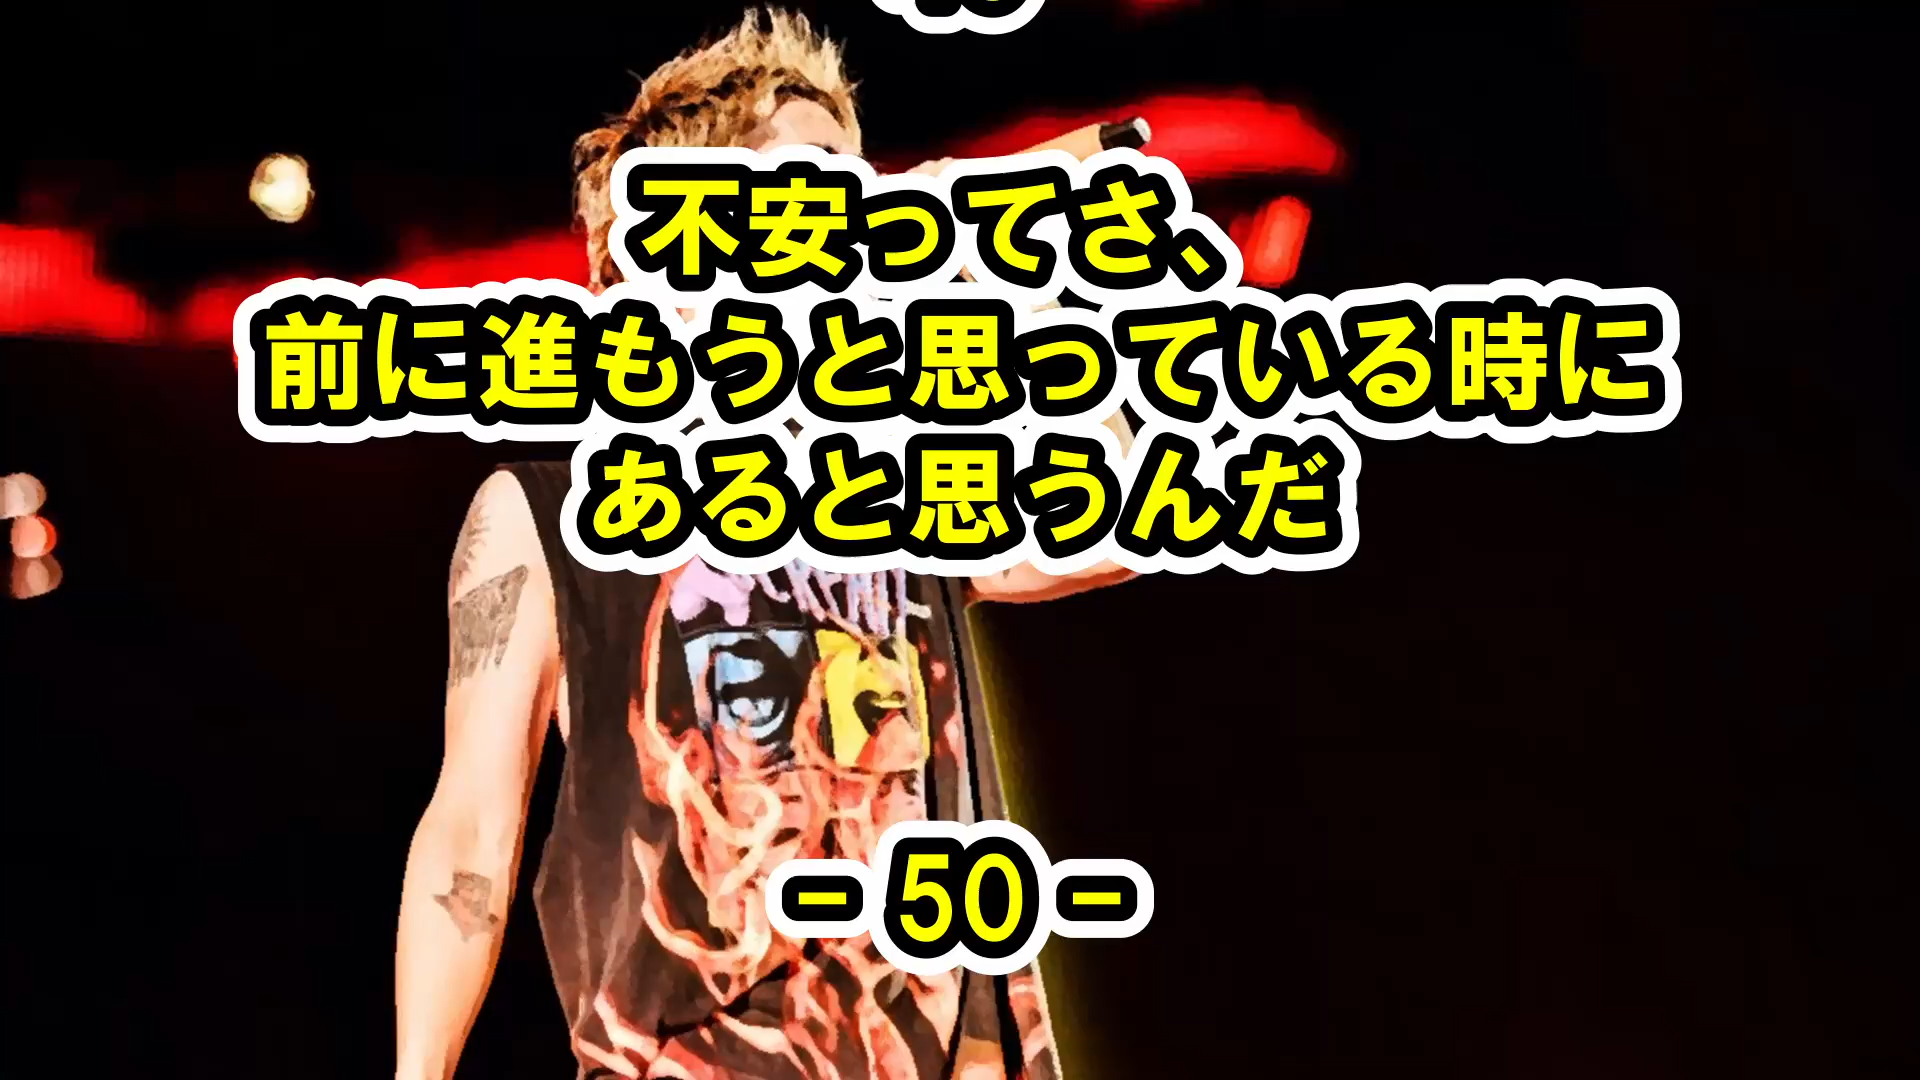 不安ってさ、
前に進もうと思っている時に
あると思うんだ
- 50 -